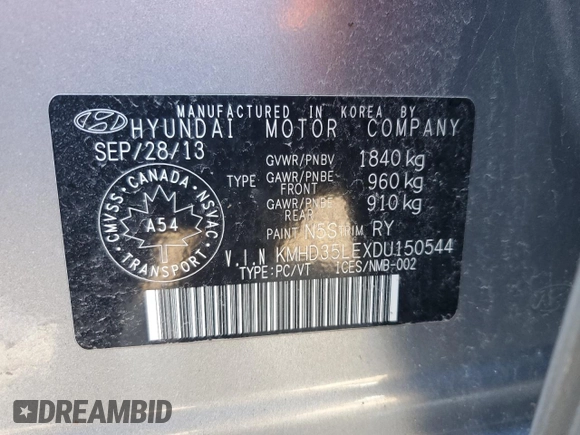 MANUFACTURED IN KOREA BY
HYUNDAI MOTOR COMPANY
SEP/28/13
GVWR/PNBV 1840 kg
TYPE GAWR/PNBE FRONT 960 kg
GAWR/PNBE REAR 910 kg
PAINT N5S TRIM RY
V.I.N KMHD35LEXDU150544
TYPE:PC/VT ICES/NMB-002
CMVSS · CANADA · NSVAC
A54
TRANSPORT
DREAMBID